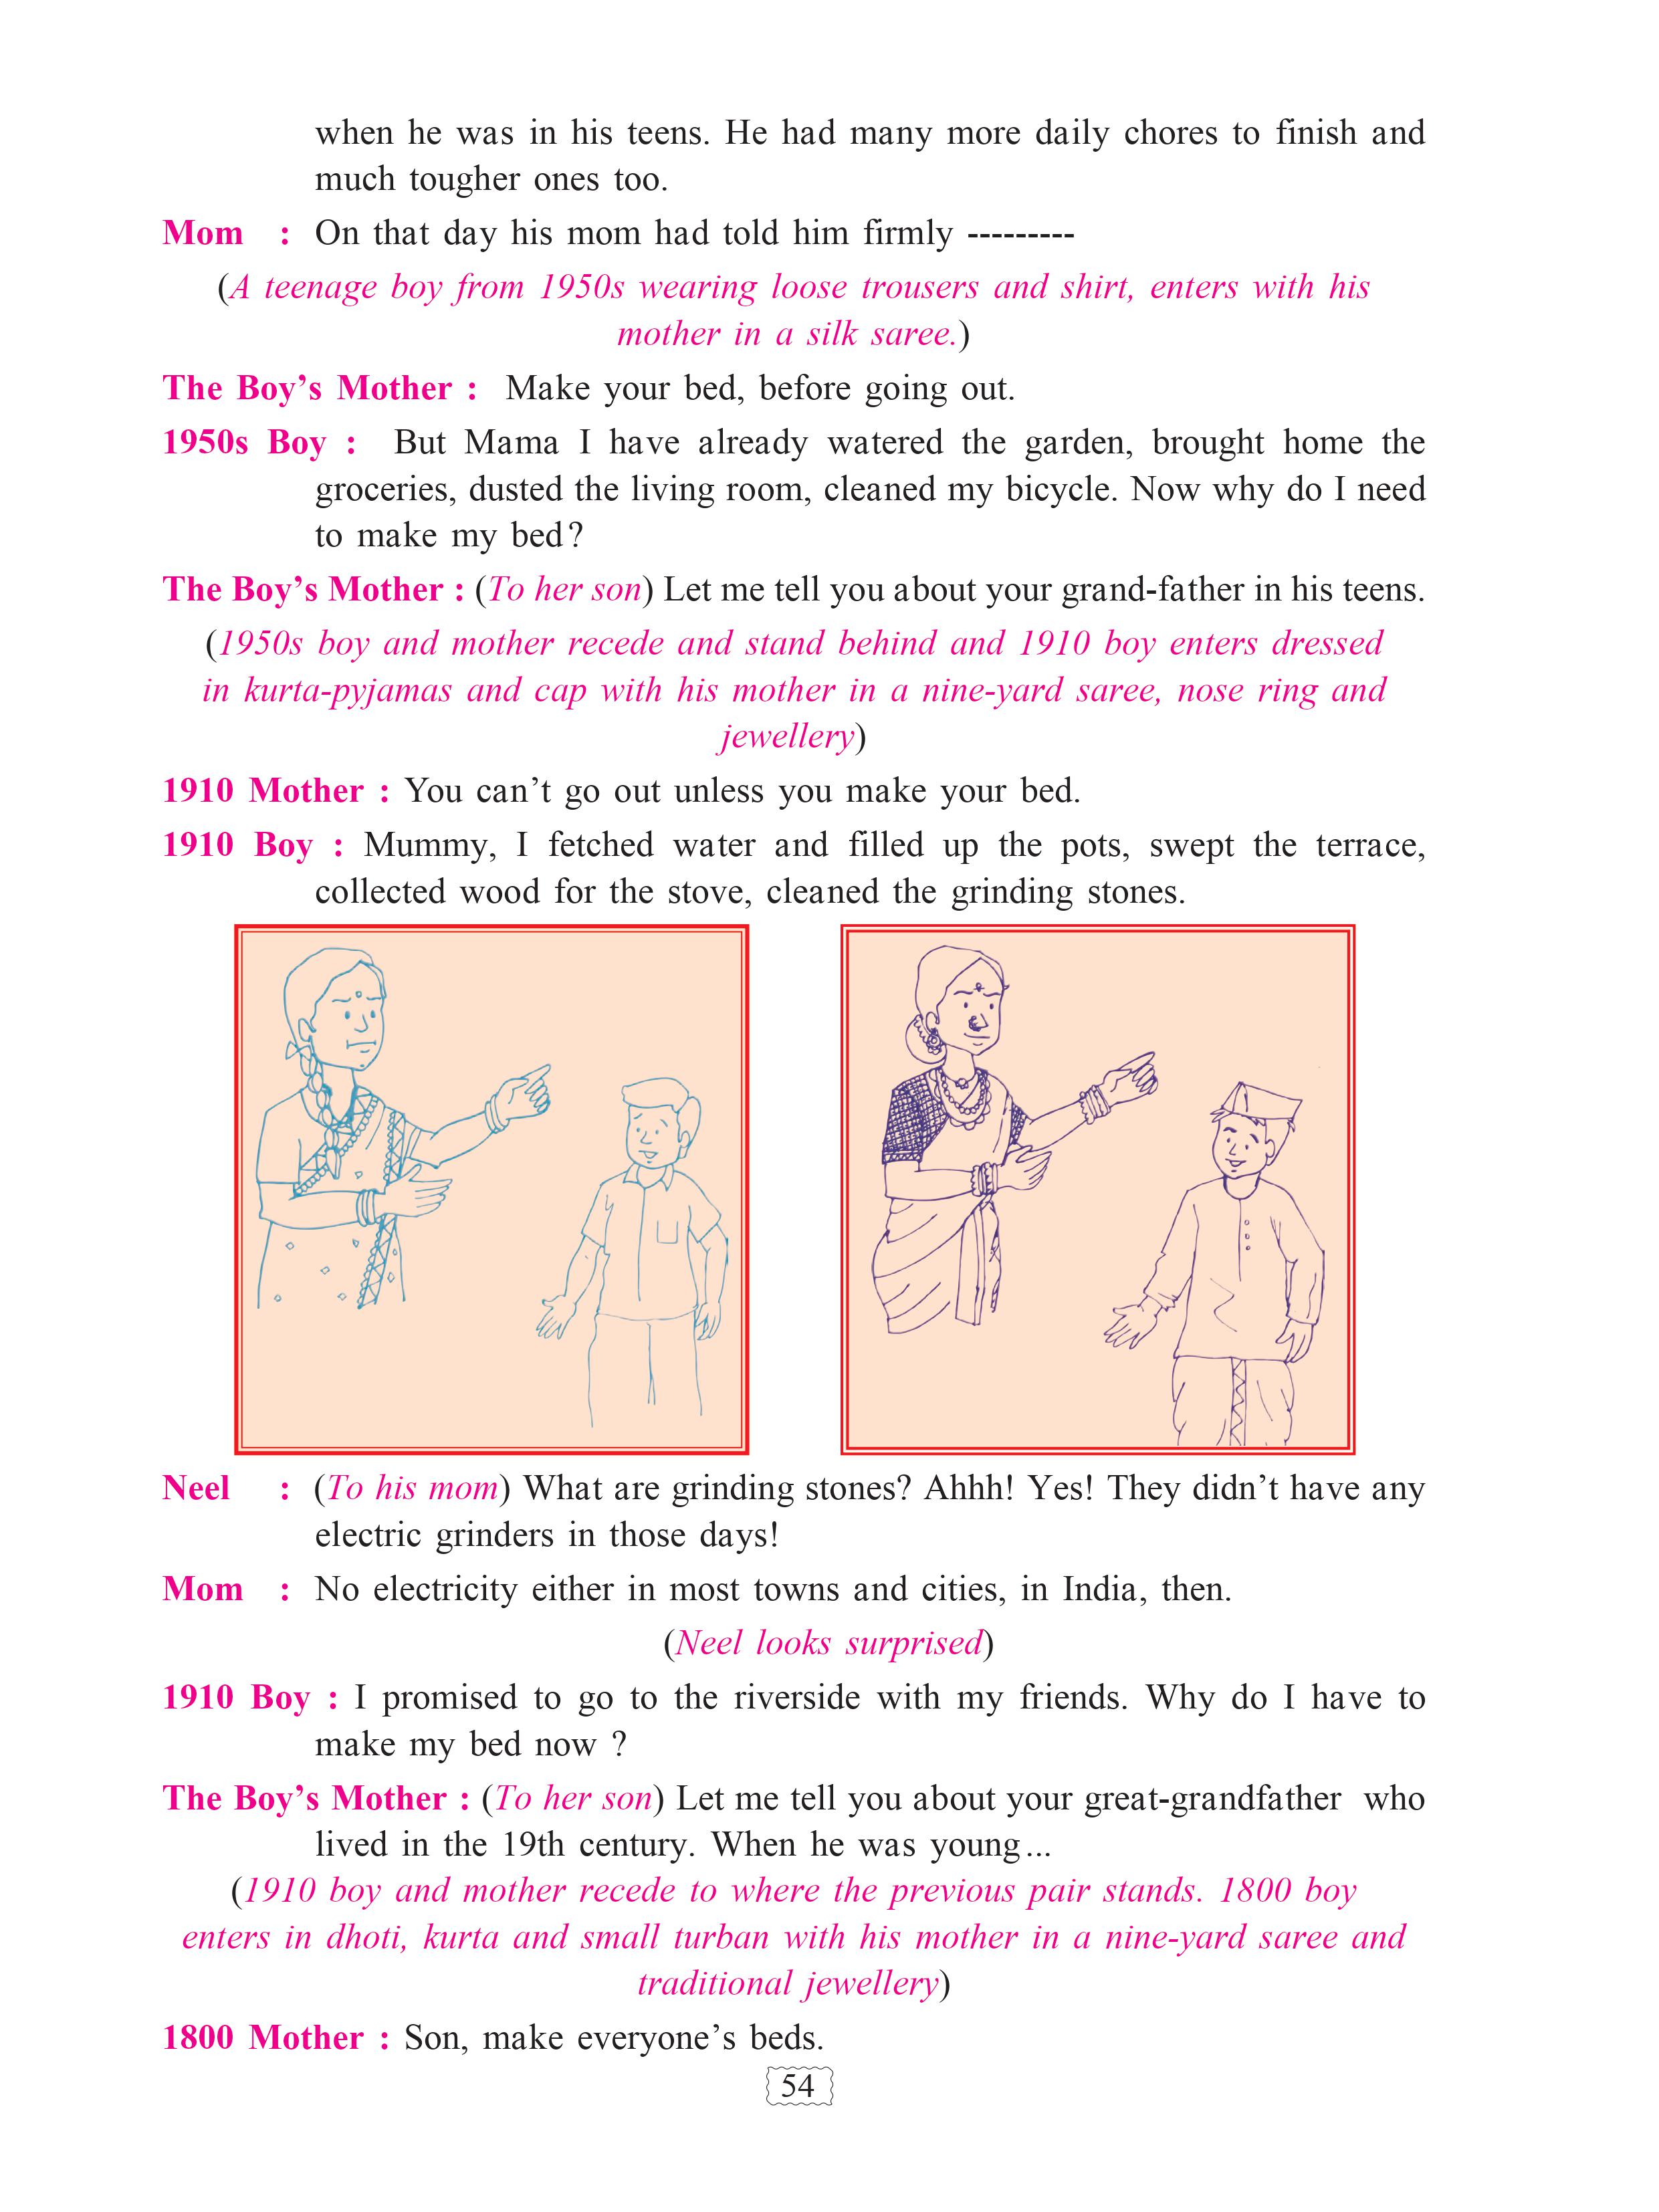 when he was in his teens. He had many more daily chores to finish and
much tougher ones too.
Mom : On that day his mom had told him firmly ---------
(A teenage boy from 1950s wearing loose trousers and shirt, enters with his
mother in a silk saree.)
The Boy’s Mother : Make your bed, before going out.
1950s Boy : But Mama I have already watered the garden, brought home the
groceries, dusted the living room, cleaned my bicycle. Now why do I need
to make my bed?
The Boy’s Mother : (To her son) Let me tell you about your grand-father in his teens.
(1950s boy and mother recede and stand behind and 1910 boy enters dressed
in kurta-pyjamas and cap with his mother in a nine-yard saree, nose ring and
jewellery)
1910 Mother : You can’t go out unless you make your bed.
1910 Boy : Mummy, I fetched water and filled up the pots, swept the terrace,
collected wood for the stove, cleaned the grinding stones.
Neel : (To his mom) What are grinding stones? Ahhh! Yes! They didn’t have any
electric grinders in those days!
Mom : No electricity either in most towns and cities, in India, then.
(Neel looks surprised)
1910 Boy : I promised to go to the riverside with my friends. Why do I have to
make my bed now ?
The Boy’s Mother : (To her son) Let me tell you about your great-grandfather who
lived in the 19th century. When he was young...
(1910 boy and mother recede to where the previous pair stands. 1800 boy
enters in dhoti, kurta and small turban with his mother in a nine-yard saree and
traditional jewellery)
1800 Mother : Son, make everyone’s beds.
54